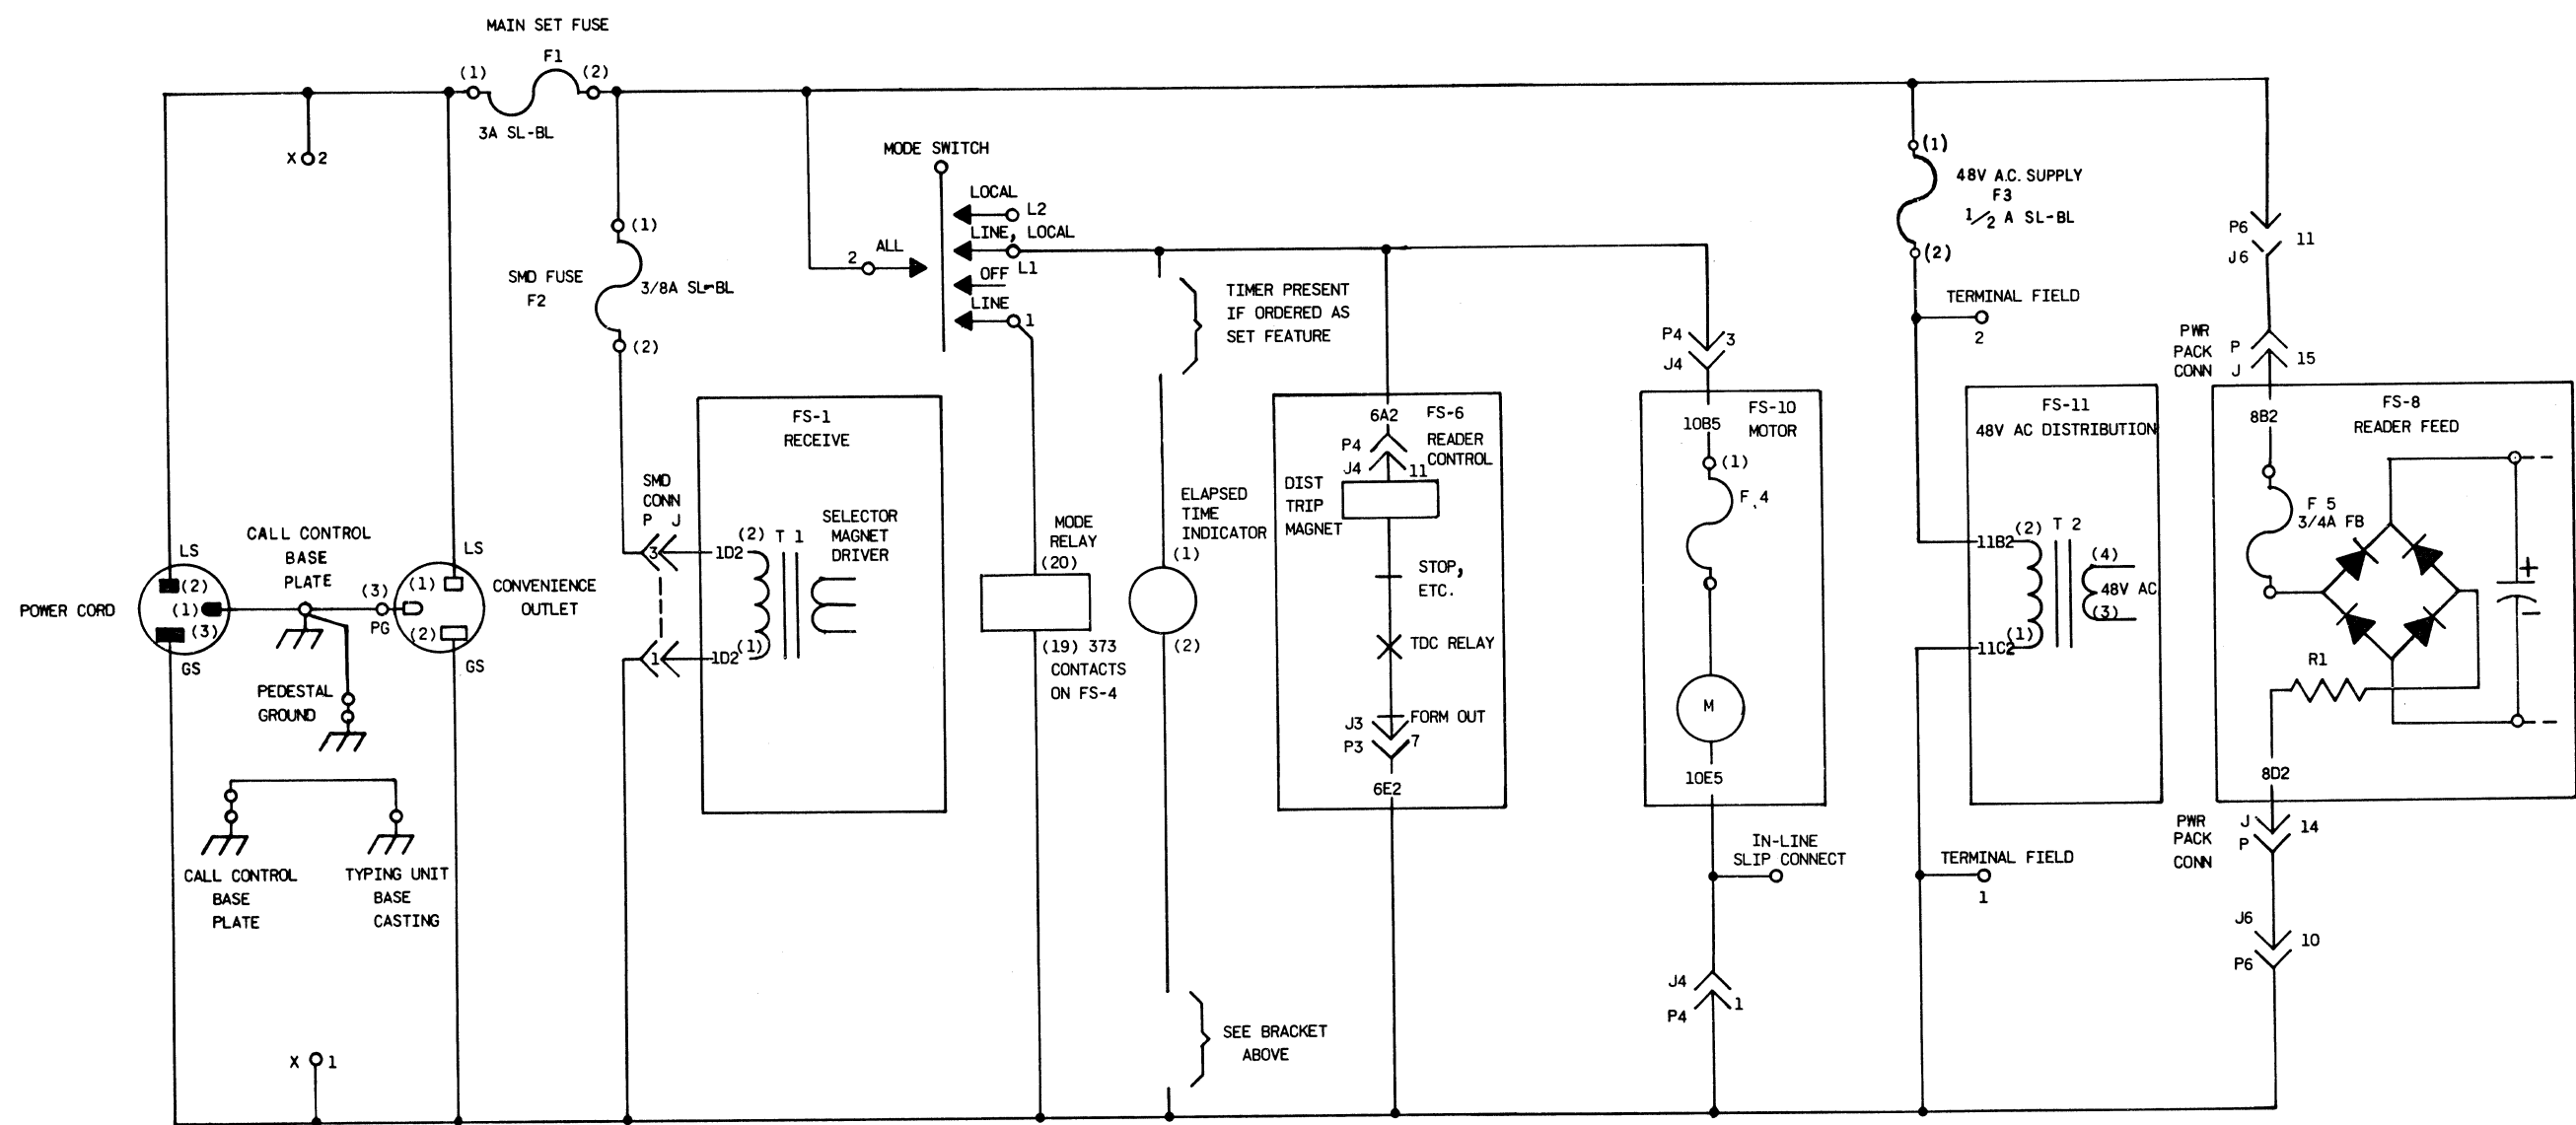 MAIN SET FUSE
F1
(1)
(2)
3A SL-BL
X
2
MODE SWITCH
LOCAL
L2
LINE, LOCAL
L1
ALL
2
OFF
LINE
1
(1)
SMD FUSE
F2
3/8A SL-BL
(2)
TIMER PRESENT
IF ORDERED AS
SET FEATURE
(1)
48V A.C. SUPPLY
F3
1/2 A SL-BL
(2)
TERMINAL FIELD
2
P6
J6
11
PWR
PACK
CONN
P
J
15
P4
J4
3
FS-1
RECEIVE
SMD
CONN
P J
3
1D2
(2) T 1
SELECTOR
MAGNET
DRIVER
1
1D2
(1)
MODE
RELAY
(20)
(19) 373
CONTACTS
ON FS-4
ELAPSED
TIME
INDICATOR
(1)
(2)
6A2
FS-6
READER
CONTROL
P4
J4
11
DIST
TRIP
MAGNET
STOP,
ETC.
TDC RELAY
FORM OUT
J3
P3
7
6E2
FS-10
MOTOR
10B5
(1)
F.4
M
10E5
IN-LINE
SLIP CONNECT
J4
P4
1
FS-11
48V AC DISTRIBUTION
11B2
(2) T 2
(4)
48V AC
(3)
(1)
11C2
TERMINAL FIELD
1
FS-8
READER FEED
8B2
F 5
3/4A FB
+
−
R1
8D2
PWR
PACK
CONN
J
P
14
J6
P6
10
POWER CORD
LS
(2)
(1)
(3)
GS
CALL CONTROL
BASE
PLATE
(3)
PG
LS
(1)
(2)
GS
CONVENIENCE
OUTLET
PEDESTAL
GROUND
CALL CONTROL
BASE
PLATE
TYPING UNIT
BASE
CASTING
X
1
SEE BRACKET
ABOVE